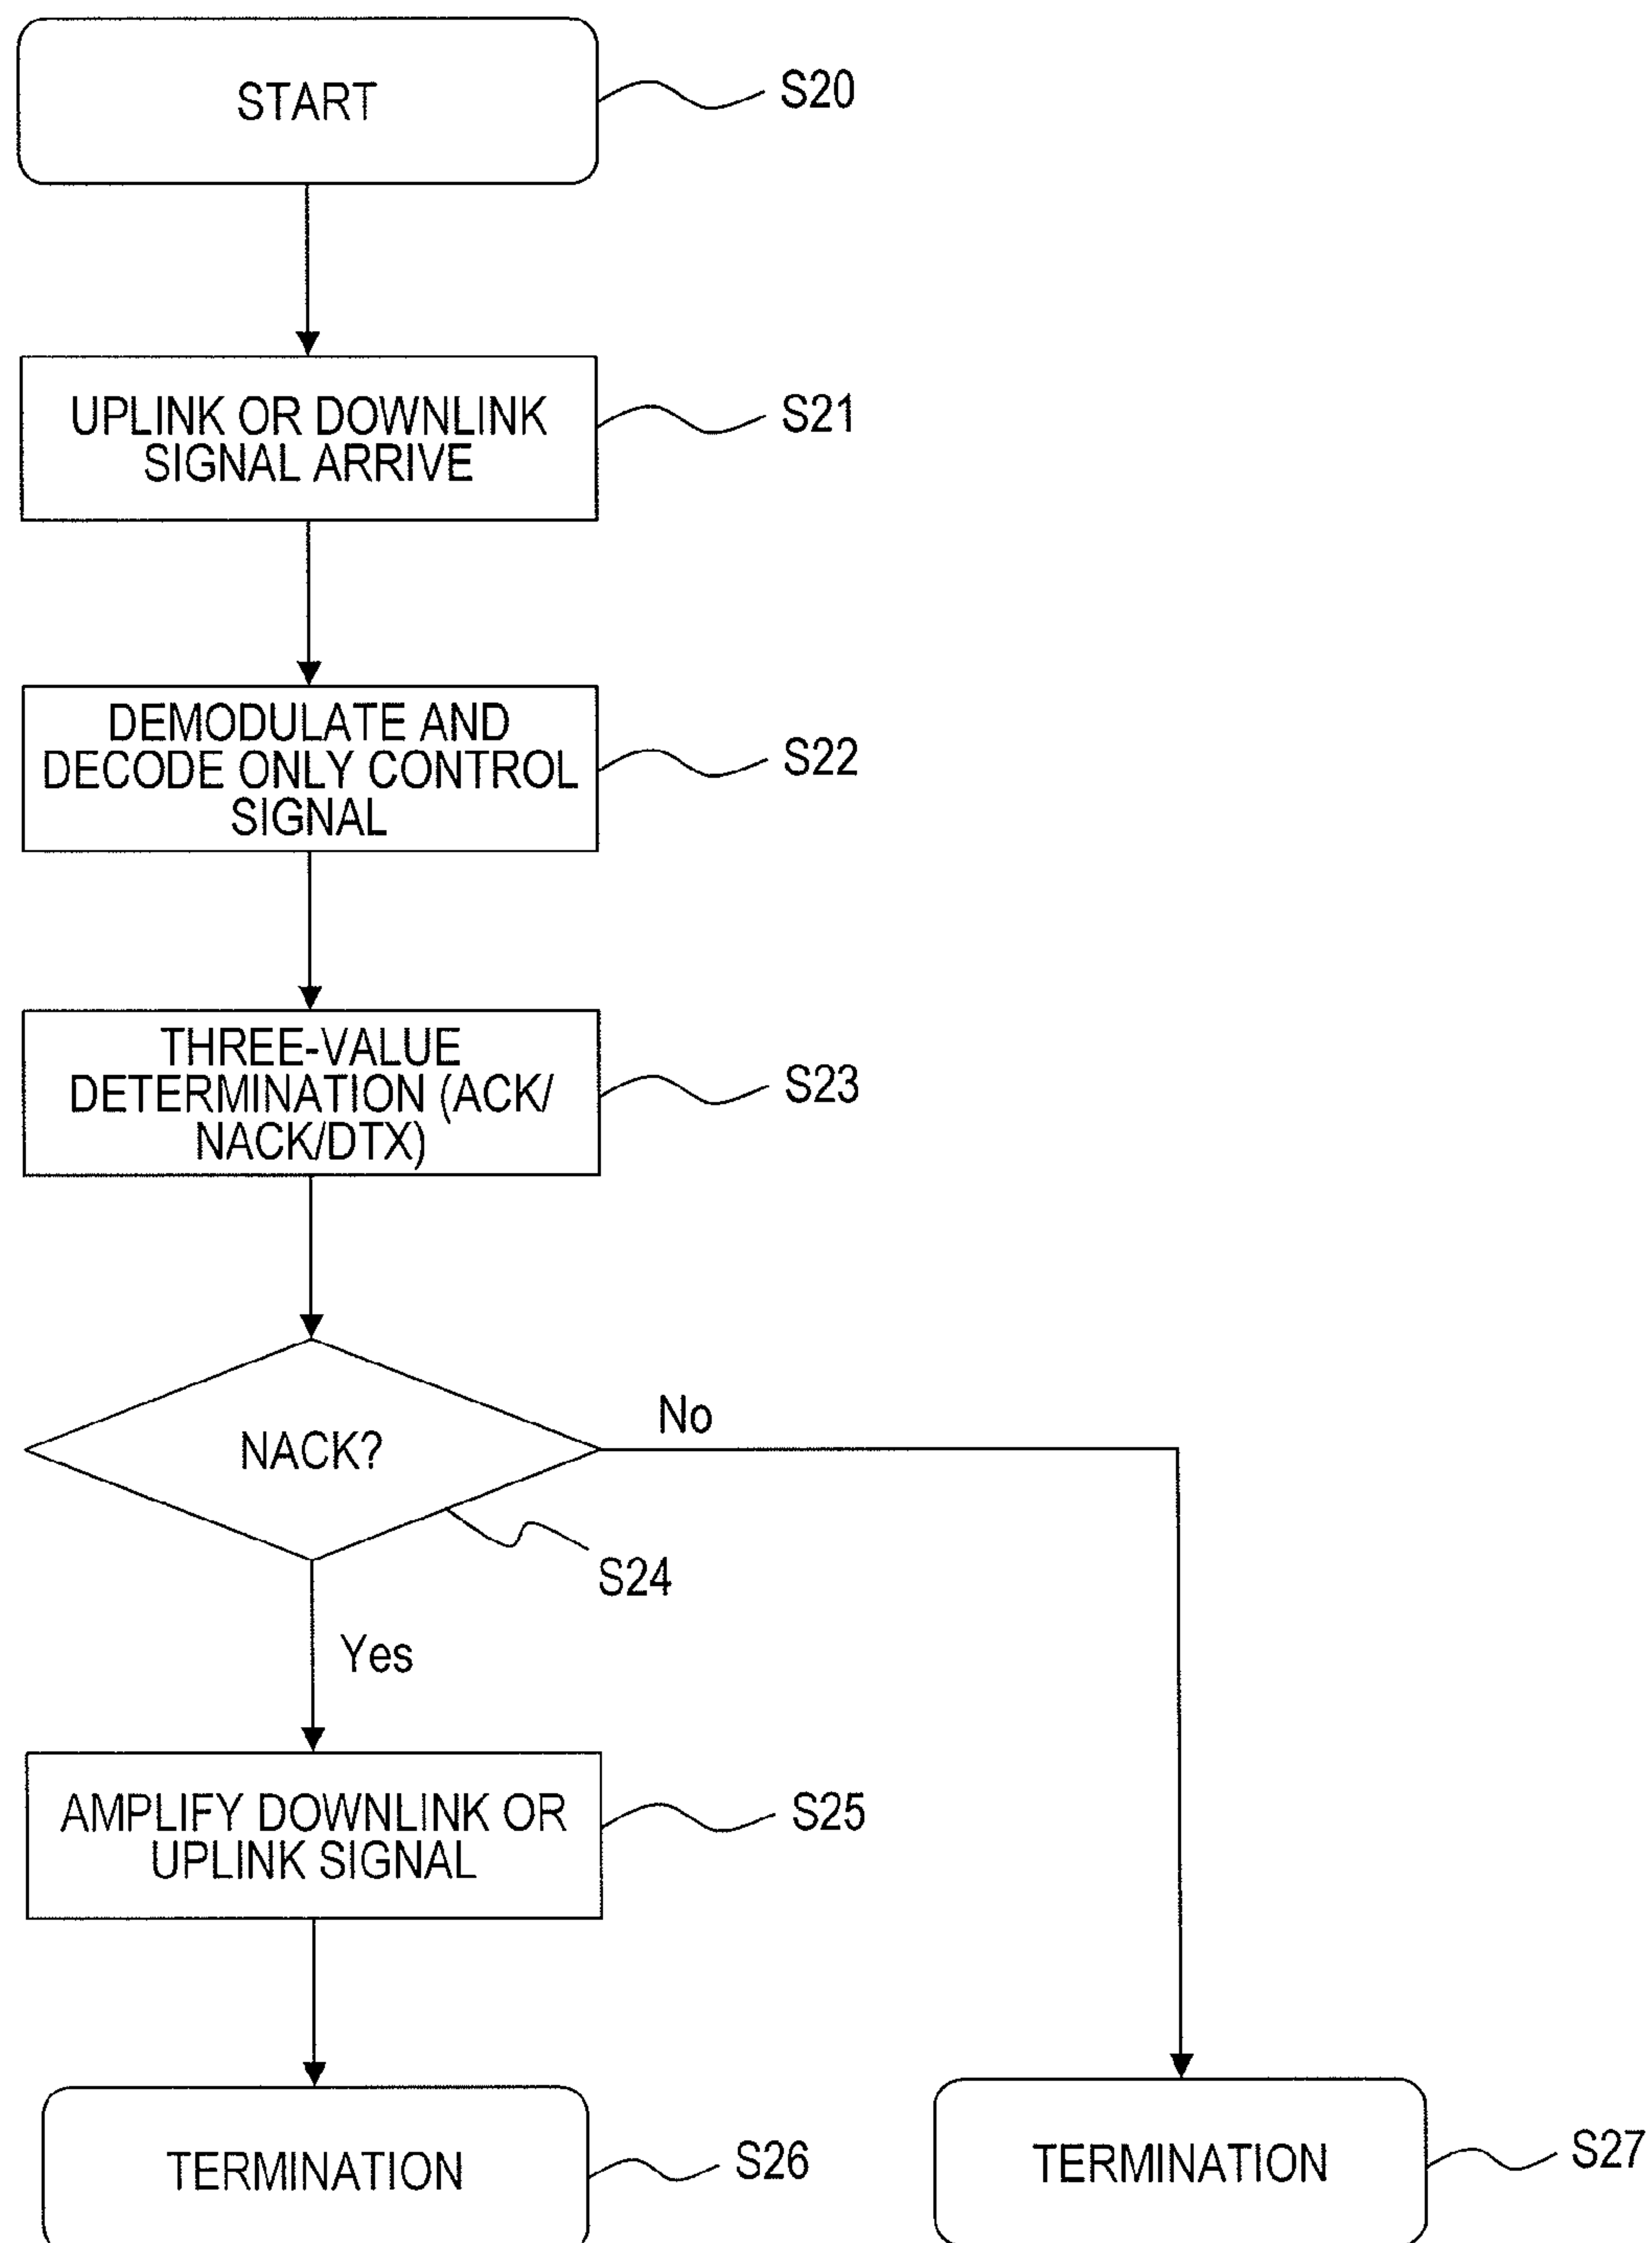 START
S20
UPLINK OR DOWNLINK
SIGNAL ARRIVE
S21
DEMODULATE AND
DECODE ONLY CONTROL
SIGNAL
S22
THREE-VALUE
DETERMINATION (ACK/
NACK/DTX)
S23
NACK?
No
S24
Yes
AMPLIFY DOWNLINK OR
UPLINK SIGNAL
S25
TERMINATION
S26
TERMINATION
S27